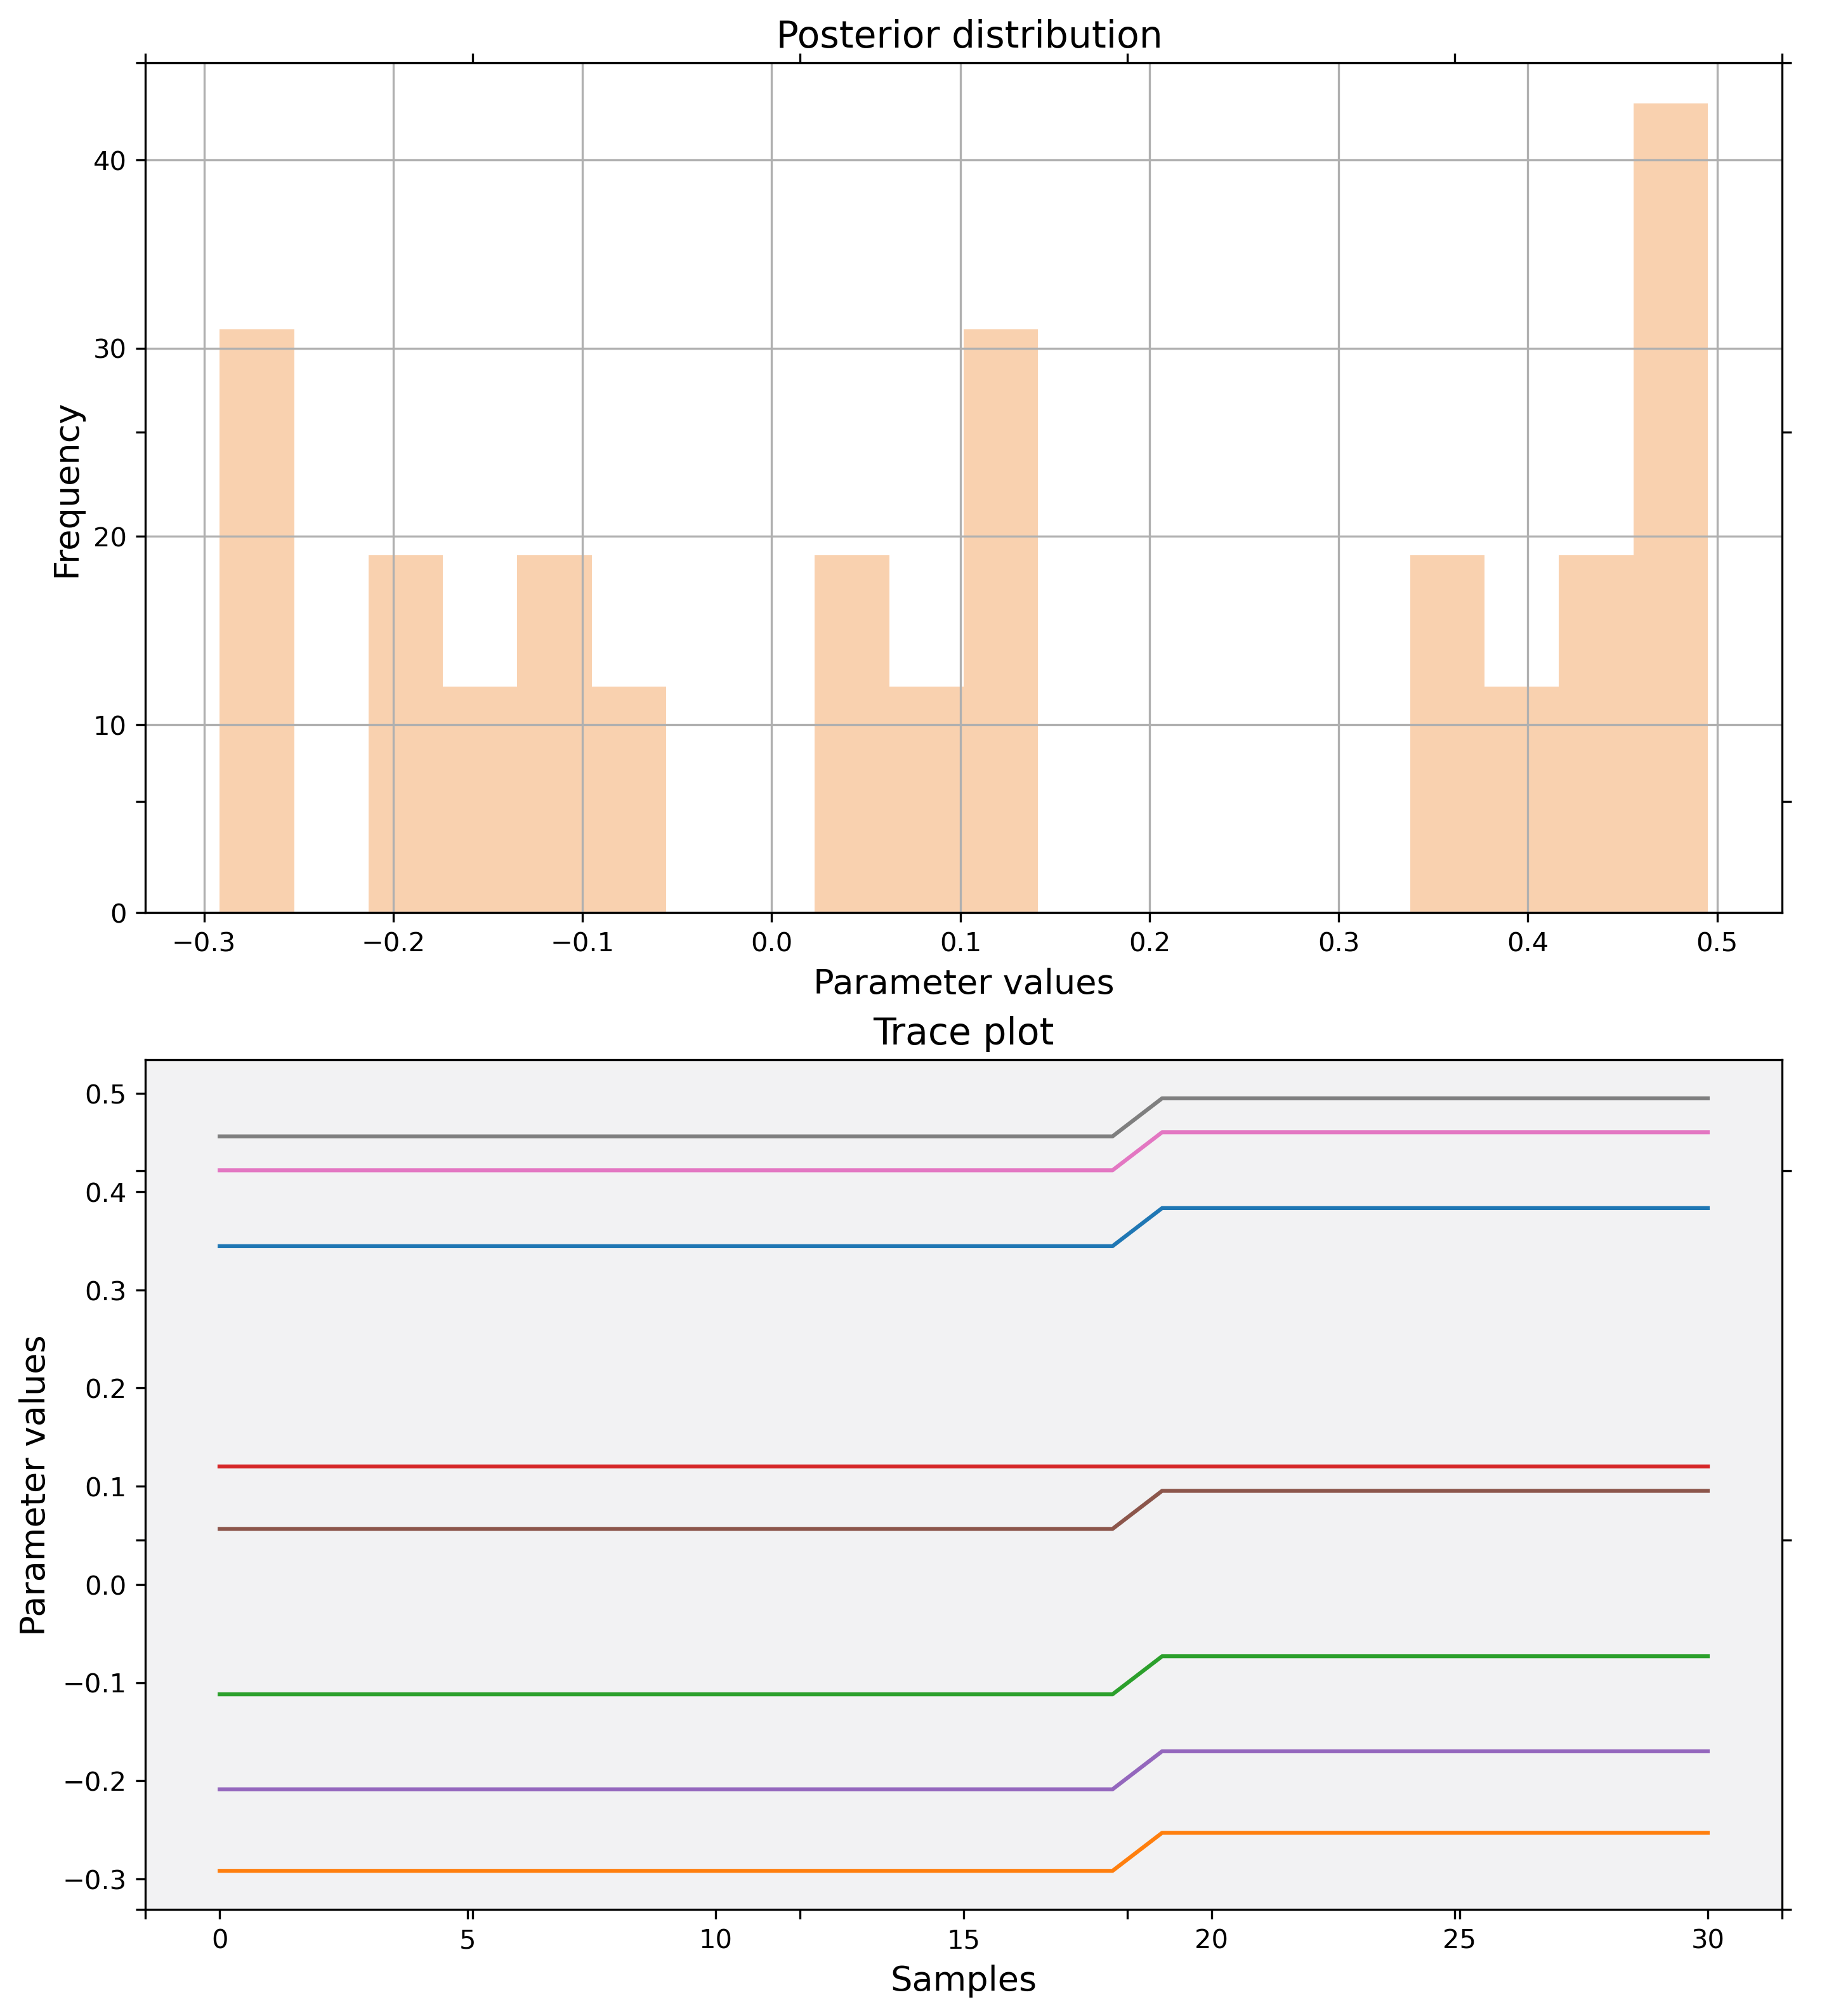 Posterior distribution
Frequency
40
30
20
10
0
−0.3 −0.2 −0.1 0.0 0.1 0.2 0.3 0.4 0.5
Parameter values
Trace plot
Parameter values
0.5
0.4
0.3
0.2
0.1
0.0
−0.1
−0.2
−0.3
0 5 10 15 20 25 30
Samples